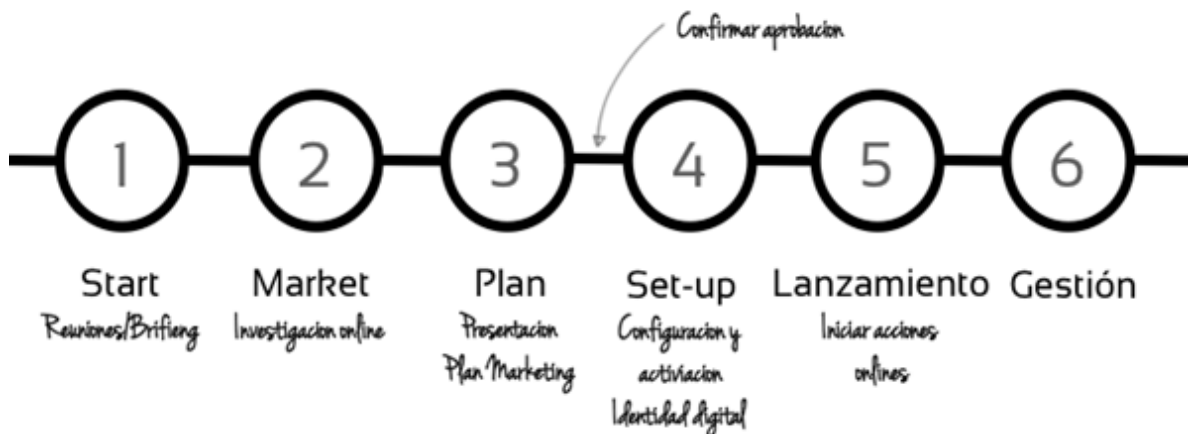 Confirmar aprobacion
1 2 3 4 5 6
Start Market Plan Set-up Lanzamiento Gestión
Reuniones/Brifieng Investigacion online Presentacion Configuracion y Iniciar acciones
Plan Marketing activiacion onlines
Identidad digital